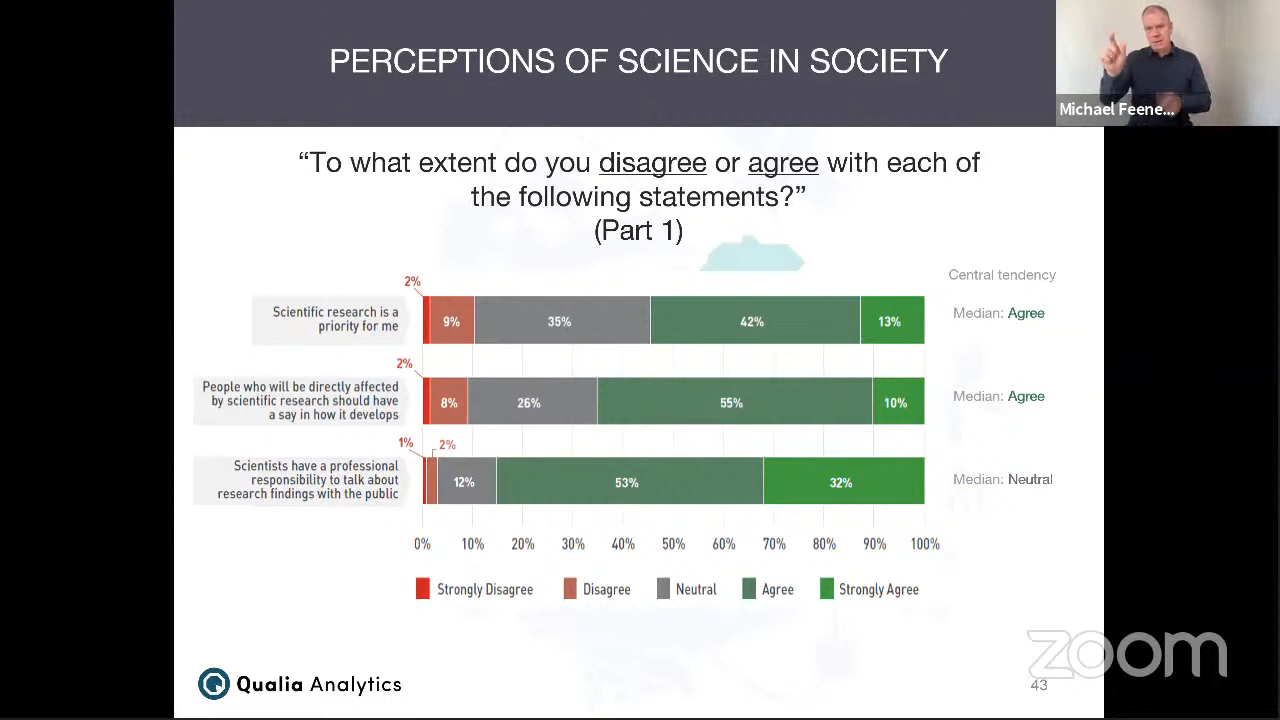 PERCEPTIONS OF SCIENCE IN SOCIETY
Michael Feene...
“To what extent do you disagree or agree with each of
the following statements?”
(Part 1)
Central tendency
2%
Scientific research is a
priority for me
9%
35%
42%
13%
Median: Agree
2%
People who will be directly affected
by scientific research should have
a say in how it develops
8%
26%
55%
10%
Median: Agree
1%
2%
Scientists have a professional
responsibility to talk about
research findings with the public
12%
53%
32%
Median: Neutral
0% 10% 20% 30% 40% 50% 60% 70% 80% 90% 100%
Strongly Disagree Disagree Neutral Agree Strongly Agree
Qualia Analytics
zoom
43